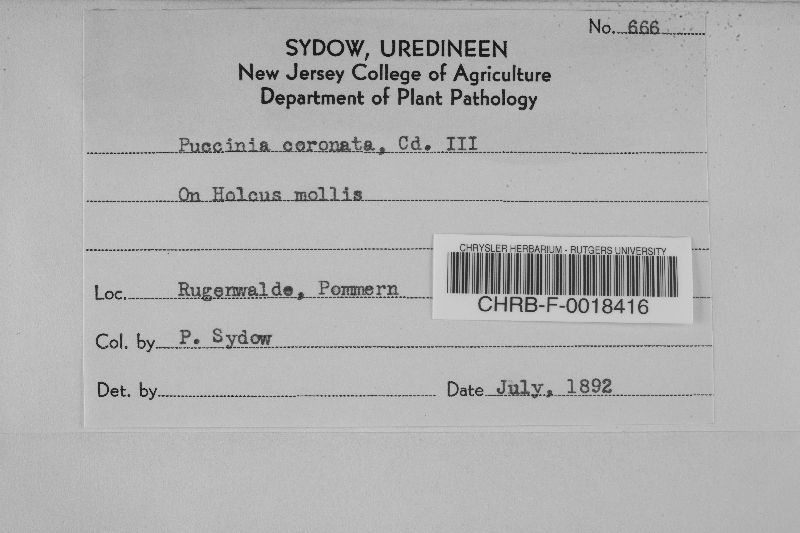 No. 666
SYDOW, UREDINEEN
New Jersey College of Agriculture
Department of Plant Pathology
Puccinia coronata, Cd. III
On Holcus mollis
CHRYSLER HERBARIUM - RUTGERS UNIVERSITY
CHRB-F-0018416
Loc. Rugenwalde, Pommern
Col. by P. Sydow
Det. by
Date July, 1892